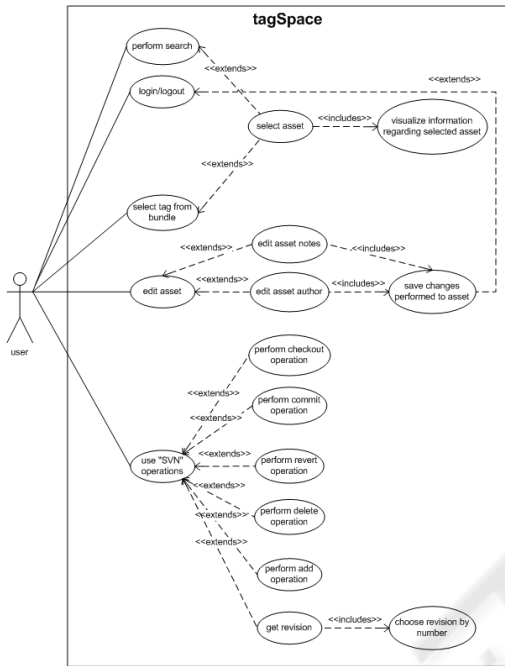 tagSpace
perform search
<<extends>>
<<extends>>
login/logout
select asset
<<includes>>
visualize information
regarding selected asset
<<extends>>
select tag from
bundle
edit asset notes
<<extends>>
<<includes>>
edit asset
<<extends>>
edit asset author
<<includes>>
save changes
performed to asset
user
perform checkout
operation
<<extends>>
perform commit
operation
<<extends>>
use "SVN"
operations
<<extends>>
perform revert
operation
<<extends>>
perform delete
operation
<<extends>>
perform add
operation
<<extends>>
get revision
<<includes>>
choose revision by
number